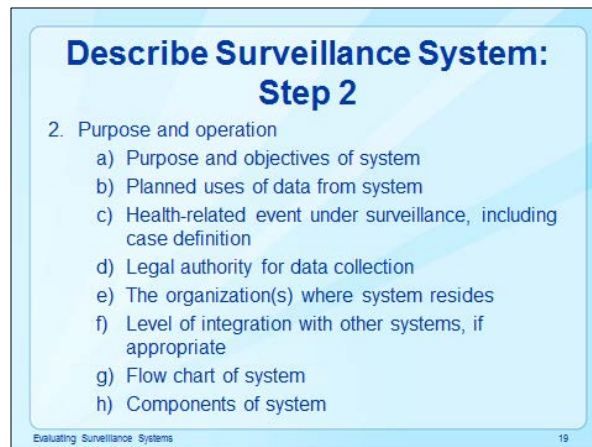 Describe Surveillance System:
Step 2
2. Purpose and operation
a) Purpose and objectives of system
b) Planned uses of data from system
c) Health-related event under surveillance, including
case definition
d) Legal authority for data collection
e) The organization(s) where system resides
f) Level of integration with other systems, if
appropriate
g) Flow chart of system
h) Components of system
Evaluating Surveillance Systems
19